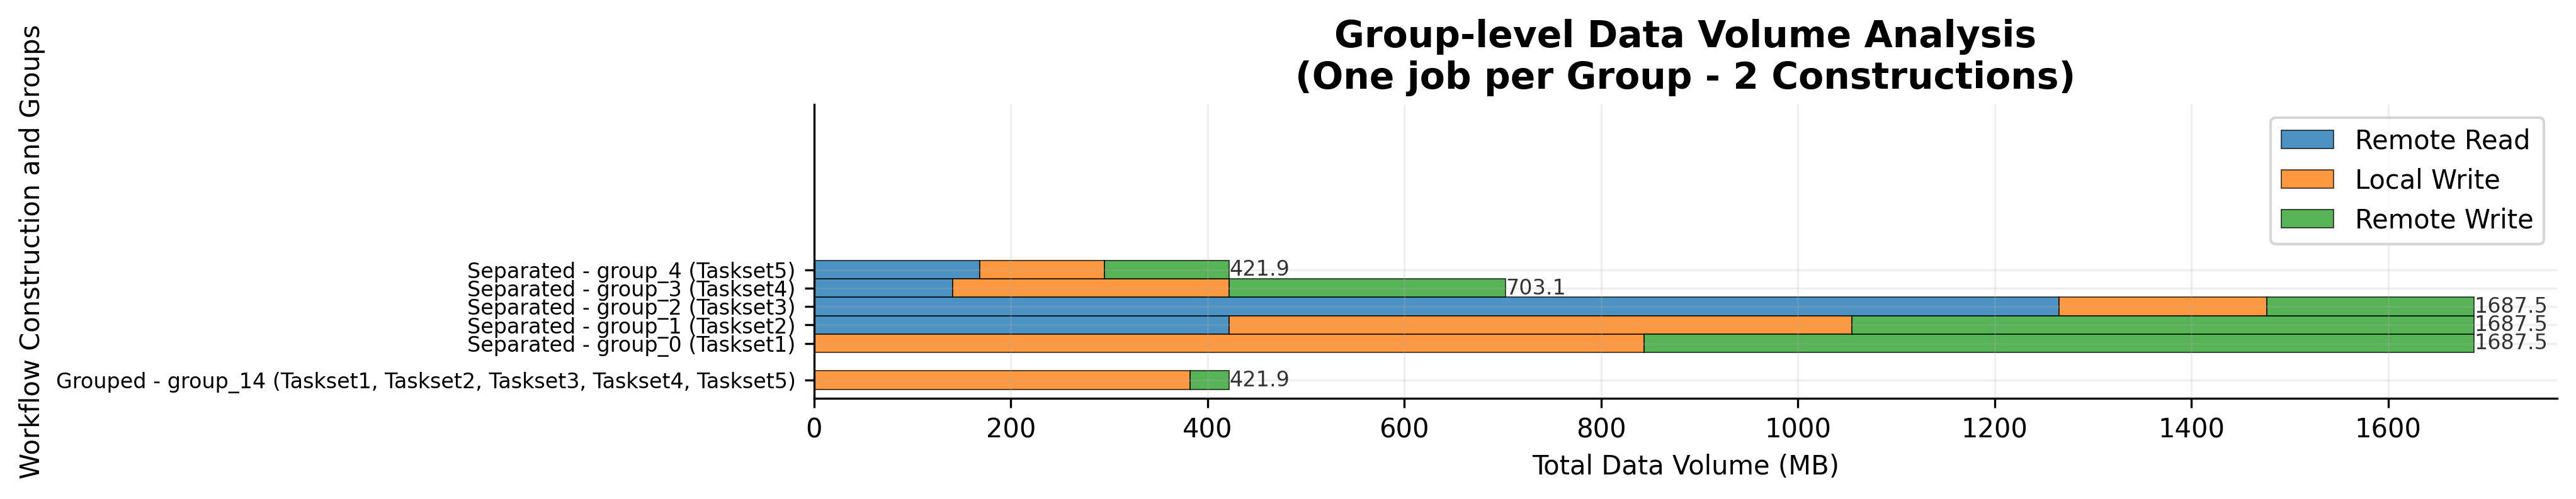 Group-level Data Volume Analysis
(One job per Group - 2 Constructions)
Workflow Construction and Groups
Remote Read
Local Write
Remote Write
Separated - group_4 (Taskset5)
421.9
Separated - group_3 (Taskset4)
703.1
Separated - group_2 (Taskset3)
1687.5
Separated - group_1 (Taskset2)
1687.5
Separated - group_0 (Taskset1)
1687.5
Grouped - group_14 (Taskset1, Taskset2, Taskset3, Taskset4, Taskset5)
421.9
0 200 400 600 800 1000 1200 1400 1600
Total Data Volume (MB)